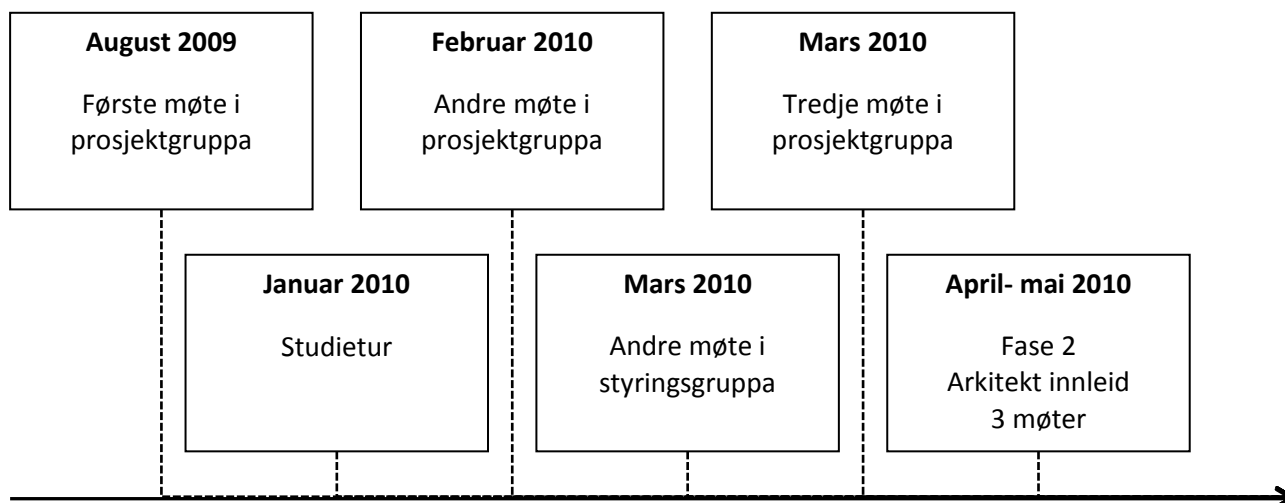 August 2009
Første møte i
prosjektgruppa
Februar 2010
Andre møte i
prosjektgruppa
Mars 2010
Tredje møte i
prosjektgruppa
Januar 2010
Studietur
Mars 2010
Andre møte i
styringsgruppa
April- mai 2010
Fase 2
Arkitekt innleid
3 møter